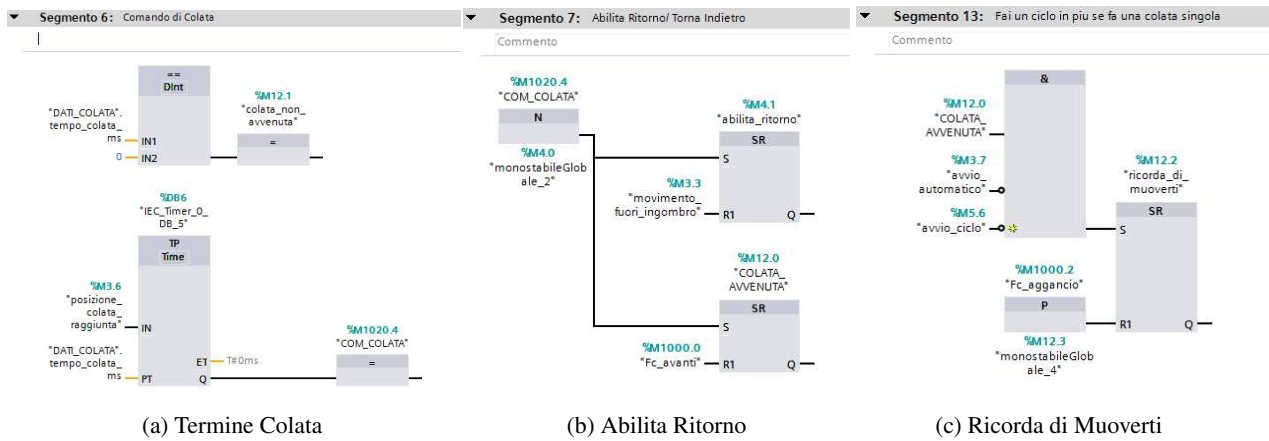 Segmento 6: Comando di Colata
==
DInt
"DATI_COLATA".
tempo_colata_
ms
IN1
0
IN2
%M12.1
"colata_non_
avvenuta"
=
%DB6
"IEC_Timer_0_
DB_5"
TP
Time
%M3.6
"posizione_
colata_
raggiunta"
IN
"DATI_COLATA".
tempo_colata_
ms
PT
ET
T#0ms
Q
%M1020.4
"COM_COLATA"
=
(a) Termine Colata
Segmento 7: Abilita Ritorno/ Torna Indietro
Commento
%M1020.4
"COM_COLATA"
N
%M4.0
"monostabileGlob
ale_2"
%M4.1
"abilita_ritorno"
SR
S
%M3.3
"movimento_
fuori_ingombro"
R1
Q
%M12.0
"COLATA_
AVVENUTA"
SR
S
%M1000.0
"Fc_avanti"
R1
Q
(b) Abilita Ritorno
Segmento 13: Fai un ciclo in piu se fa una colata singola
Commento
&
%M12.0
"COLATA_
AVVENUTA"
%M3.7
"avvio_
automatico"
%M5.6
"avvio_ciclo"
%M12.2
"ricorda_di_
muoverti"
SR
S
%M1000.2
"Fc_aggancio"
P
%M12.3
"monostabileGlob
ale_4"
R1
Q
(c) Ricorda di Muoverti